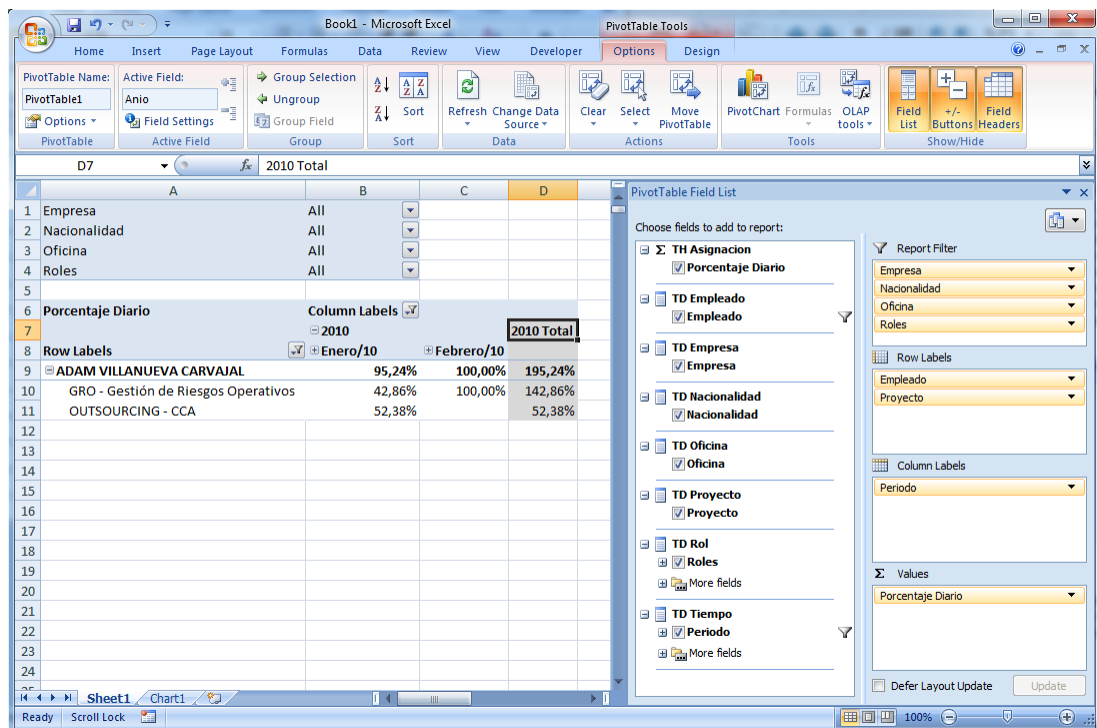 Book1 - Microsoft Excel
PivotTable Tools
Home Insert Page Layout Formulas Data Review View Developer Options Design
PivotTable Name:
PivotTable1
Options
PivotTable
Active Field:
Anio
Field Settings
Active Field
Group Selection
Ungroup
Group Field
Group
Sort
Sort
Refresh
Change Data Source
Data
Clear
Select
Move PivotTable
Actions
PivotChart
Formulas
OLAP tools
Tools
Field List
+/- Buttons
Field Headers
Show/Hide
D7 fx 2010 Total
A B C D
1 Empresa All
2 Nacionalidad All
3 Oficina All
4 Roles All
5
6 Porcentaje Diario Column Labels
7 2010 2010 Total
8 Row Labels Enero/10 Febrero/10
9 ADAM VILLANUEVA CARVAJAL 95,24% 100,00% 195,24%
10 GRO - Gestión de Riesgos Operativos 42,86% 100,00% 142,86%
11 OUTSOURCING - CCA 52,38% 52,38%
12
13
14
15
16
17
18
19
20
21
22
23
24
Sheet1 Chart1
Ready Scroll Lock
PivotTable Field List
Choose fields to add to report:
Σ TH Asignacion
Porcentaje Diario
TD Empleado
Empleado
TD Empresa
Empresa
TD Nacionalidad
Nacionalidad
TD Oficina
Oficina
TD Proyecto
Proyecto
TD Rol
Roles
More fields
TD Tiempo
Periodo
More fields
Report Filter
Empresa
Nacionalidad
Oficina
Roles
Row Labels
Empleado
Proyecto
Column Labels
Periodo
Σ Values
Porcentaje Diario
Defer Layout Update Update
100%